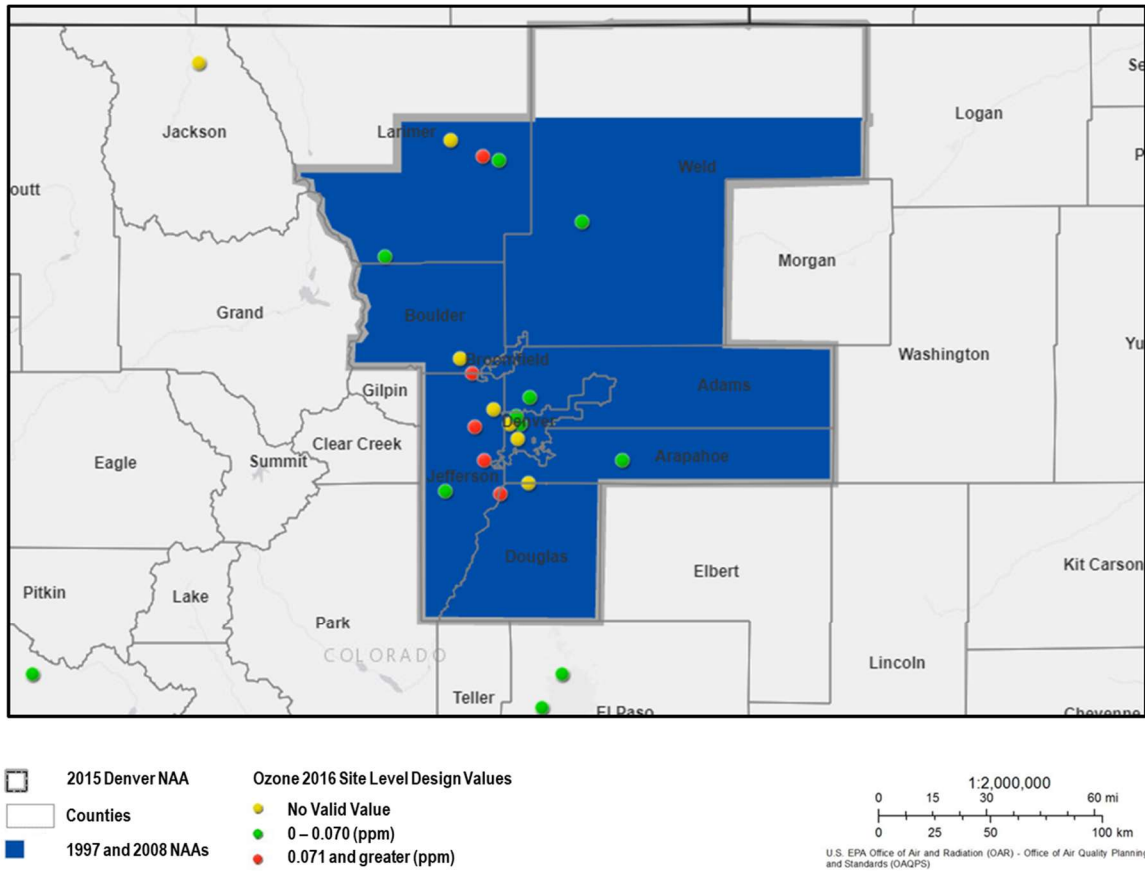 Se
Logan
Jackson
Larimer
P
Weld
outt
Morgan
Grand
Boulder
Yu
Washington
Broomfield
Adams
Gilpin
Denver
Clear Creek
Arapahoe
Eagle
Summit
Jefferson
Douglas
Kit Carson
Elbert
Pitkin
Lake
Park
COLORADO
Lincoln
Teller
El Paso
Cheyenne
2015 Denver NAA
Counties
1997 and 2008 NAAs
Ozone 2016 Site Level Design Values
No Valid Value
0 – 0.070 (ppm)
0.071 and greater (ppm)
1:2,000,000
0 15 30 60 mi
0 25 50 100 km
U.S. EPA Office of Air and Radiation (OAR) - Office of Air Quality Planning
and Standards (OAQPS)